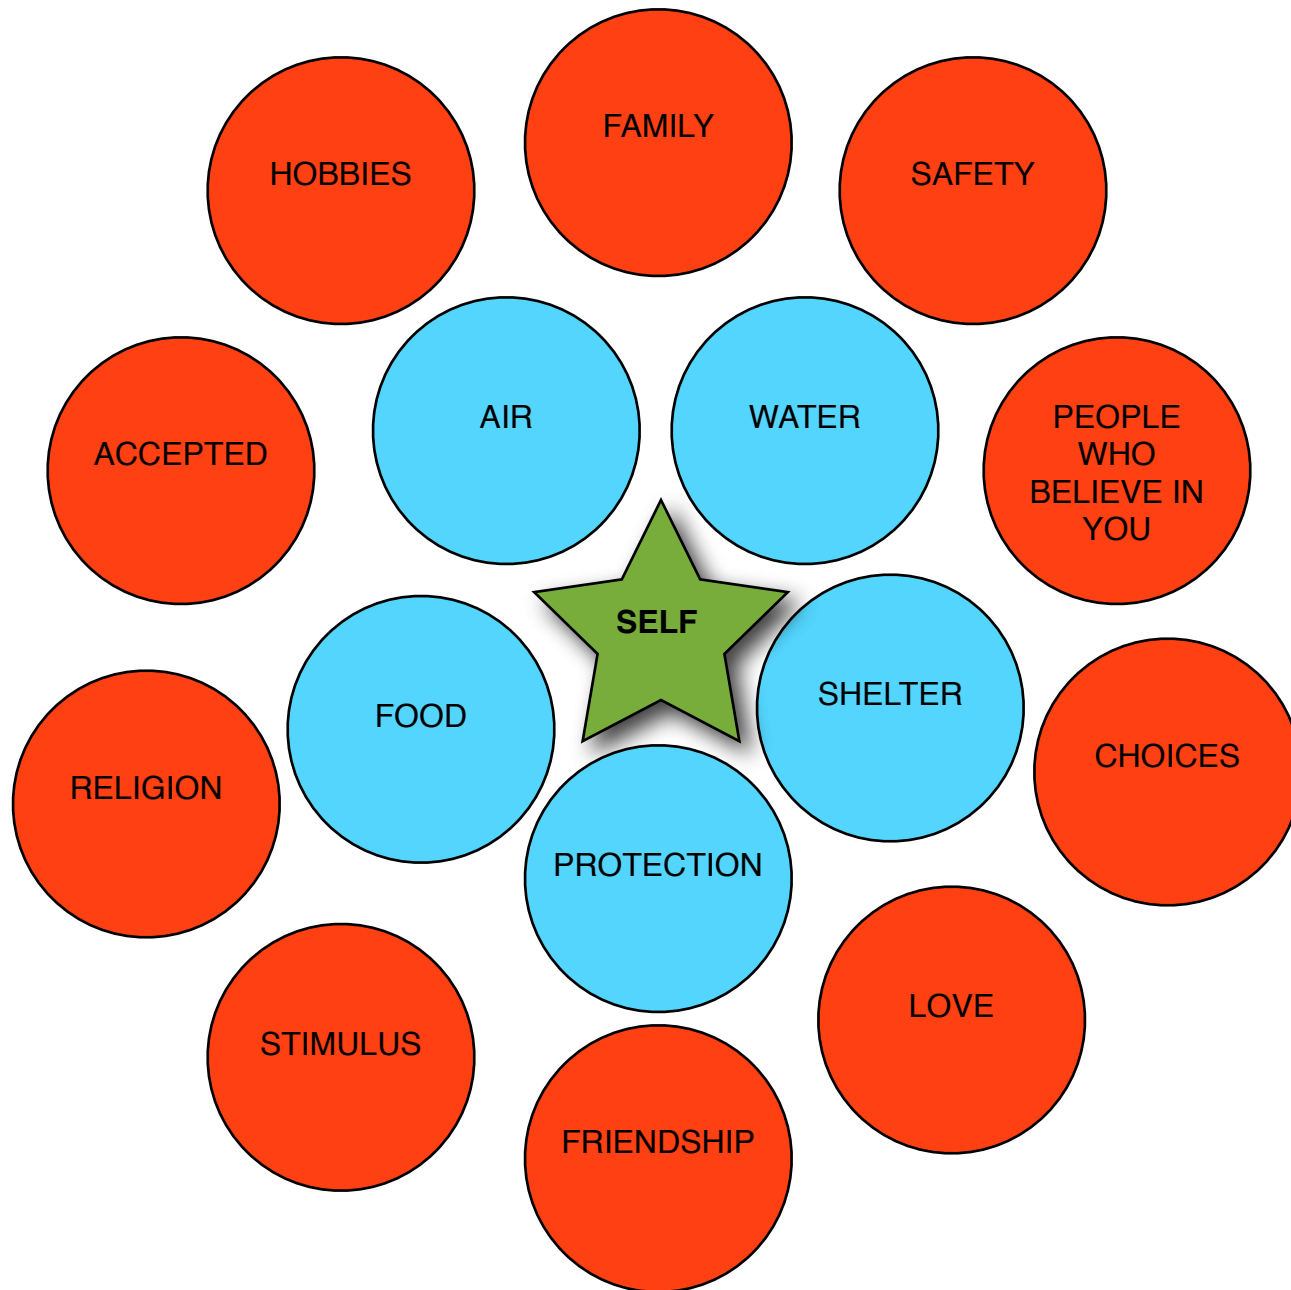 FAMILY
HOBBIES
SAFETY
AIR
WATER
PEOPLE
WHO
BELIEVE IN
YOU
ACCEPTED
SELF
SHELTER
FOOD
CHOICES
RELIGION
PROTECTION
LOVE
STIMULUS
FRIENDSHIP